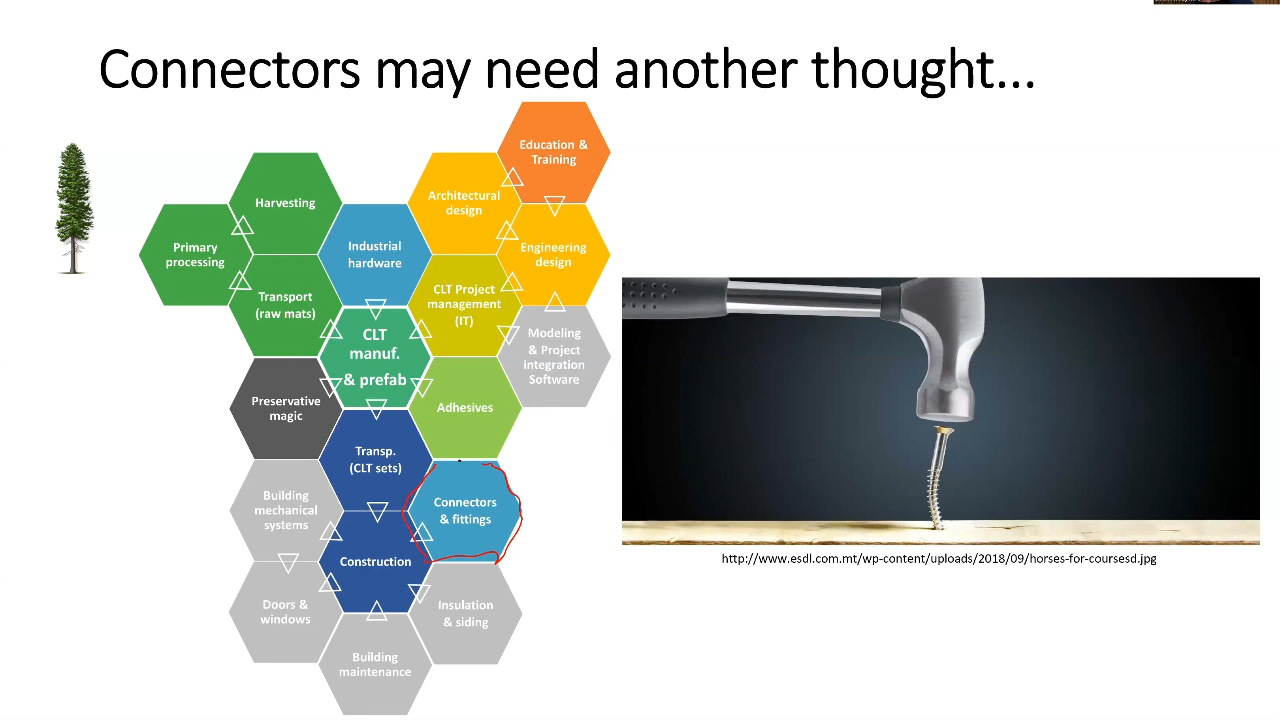 Connectors may need another thought...
Education &
Training
Harvesting
Architectural
design
Primary
processing
Industrial
hardware
Engineering
design
Transport
(raw mats)
CLT Project
management
(IT)
CLT
manuf.
& prefab
Modeling
& Project
integration
Software
Preservative
magic
Adhesives
Transp.
(CLT sets)
Building
mechanical
systems
Connectors
& fittings
Construction
Doors &
windows
Insulation
& siding
Building
maintenance
http://www.esdl.com.mt/wp-content/uploads/2018/09/horses-for-coursesd.jpg